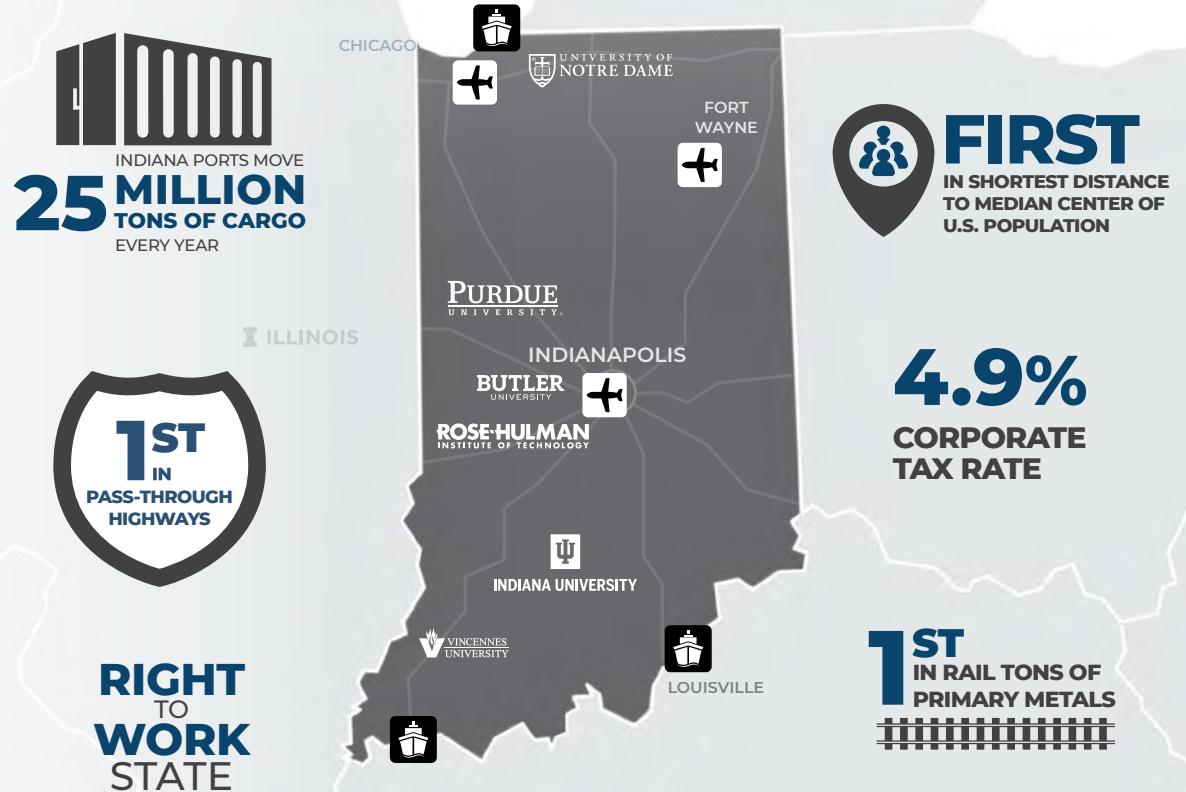 INDIANA PORTS MOVE
25 MILLION
TONS OF CARGO
EVERY YEAR
1ST
IN
PASS-THROUGH
HIGHWAYS
RIGHT
TO
WORK
STATE
CHICAGO
UNIVERSITY OF
NOTRE DAME
FORT
WAYNE
PURDUE
UNIVERSITY®
ILLINOIS
INDIANAPOLIS
BUTLER
UNIVERSITY
ROSE-HULMAN
INSTITUTE OF TECHNOLOGY
INDIANA UNIVERSITY
VINCENNES
UNIVERSITY
LOUISVILLE
FIRST
IN SHORTEST DISTANCE
TO MEDIAN CENTER OF
U.S. POPULATION
4.9%
CORPORATE
TAX RATE
1ST
IN RAIL TONS OF
PRIMARY METALS